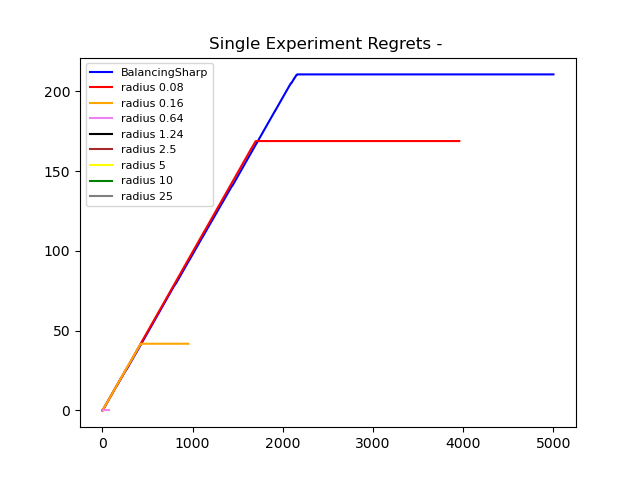 Single Experiment Regrets -
BalancingSharp
radius 0.08
radius 0.16
radius 0.64
radius 1.24
radius 2.5
radius 5
radius 10
radius 25
200
150
100
50
0
0 1000 2000 3000 4000 5000